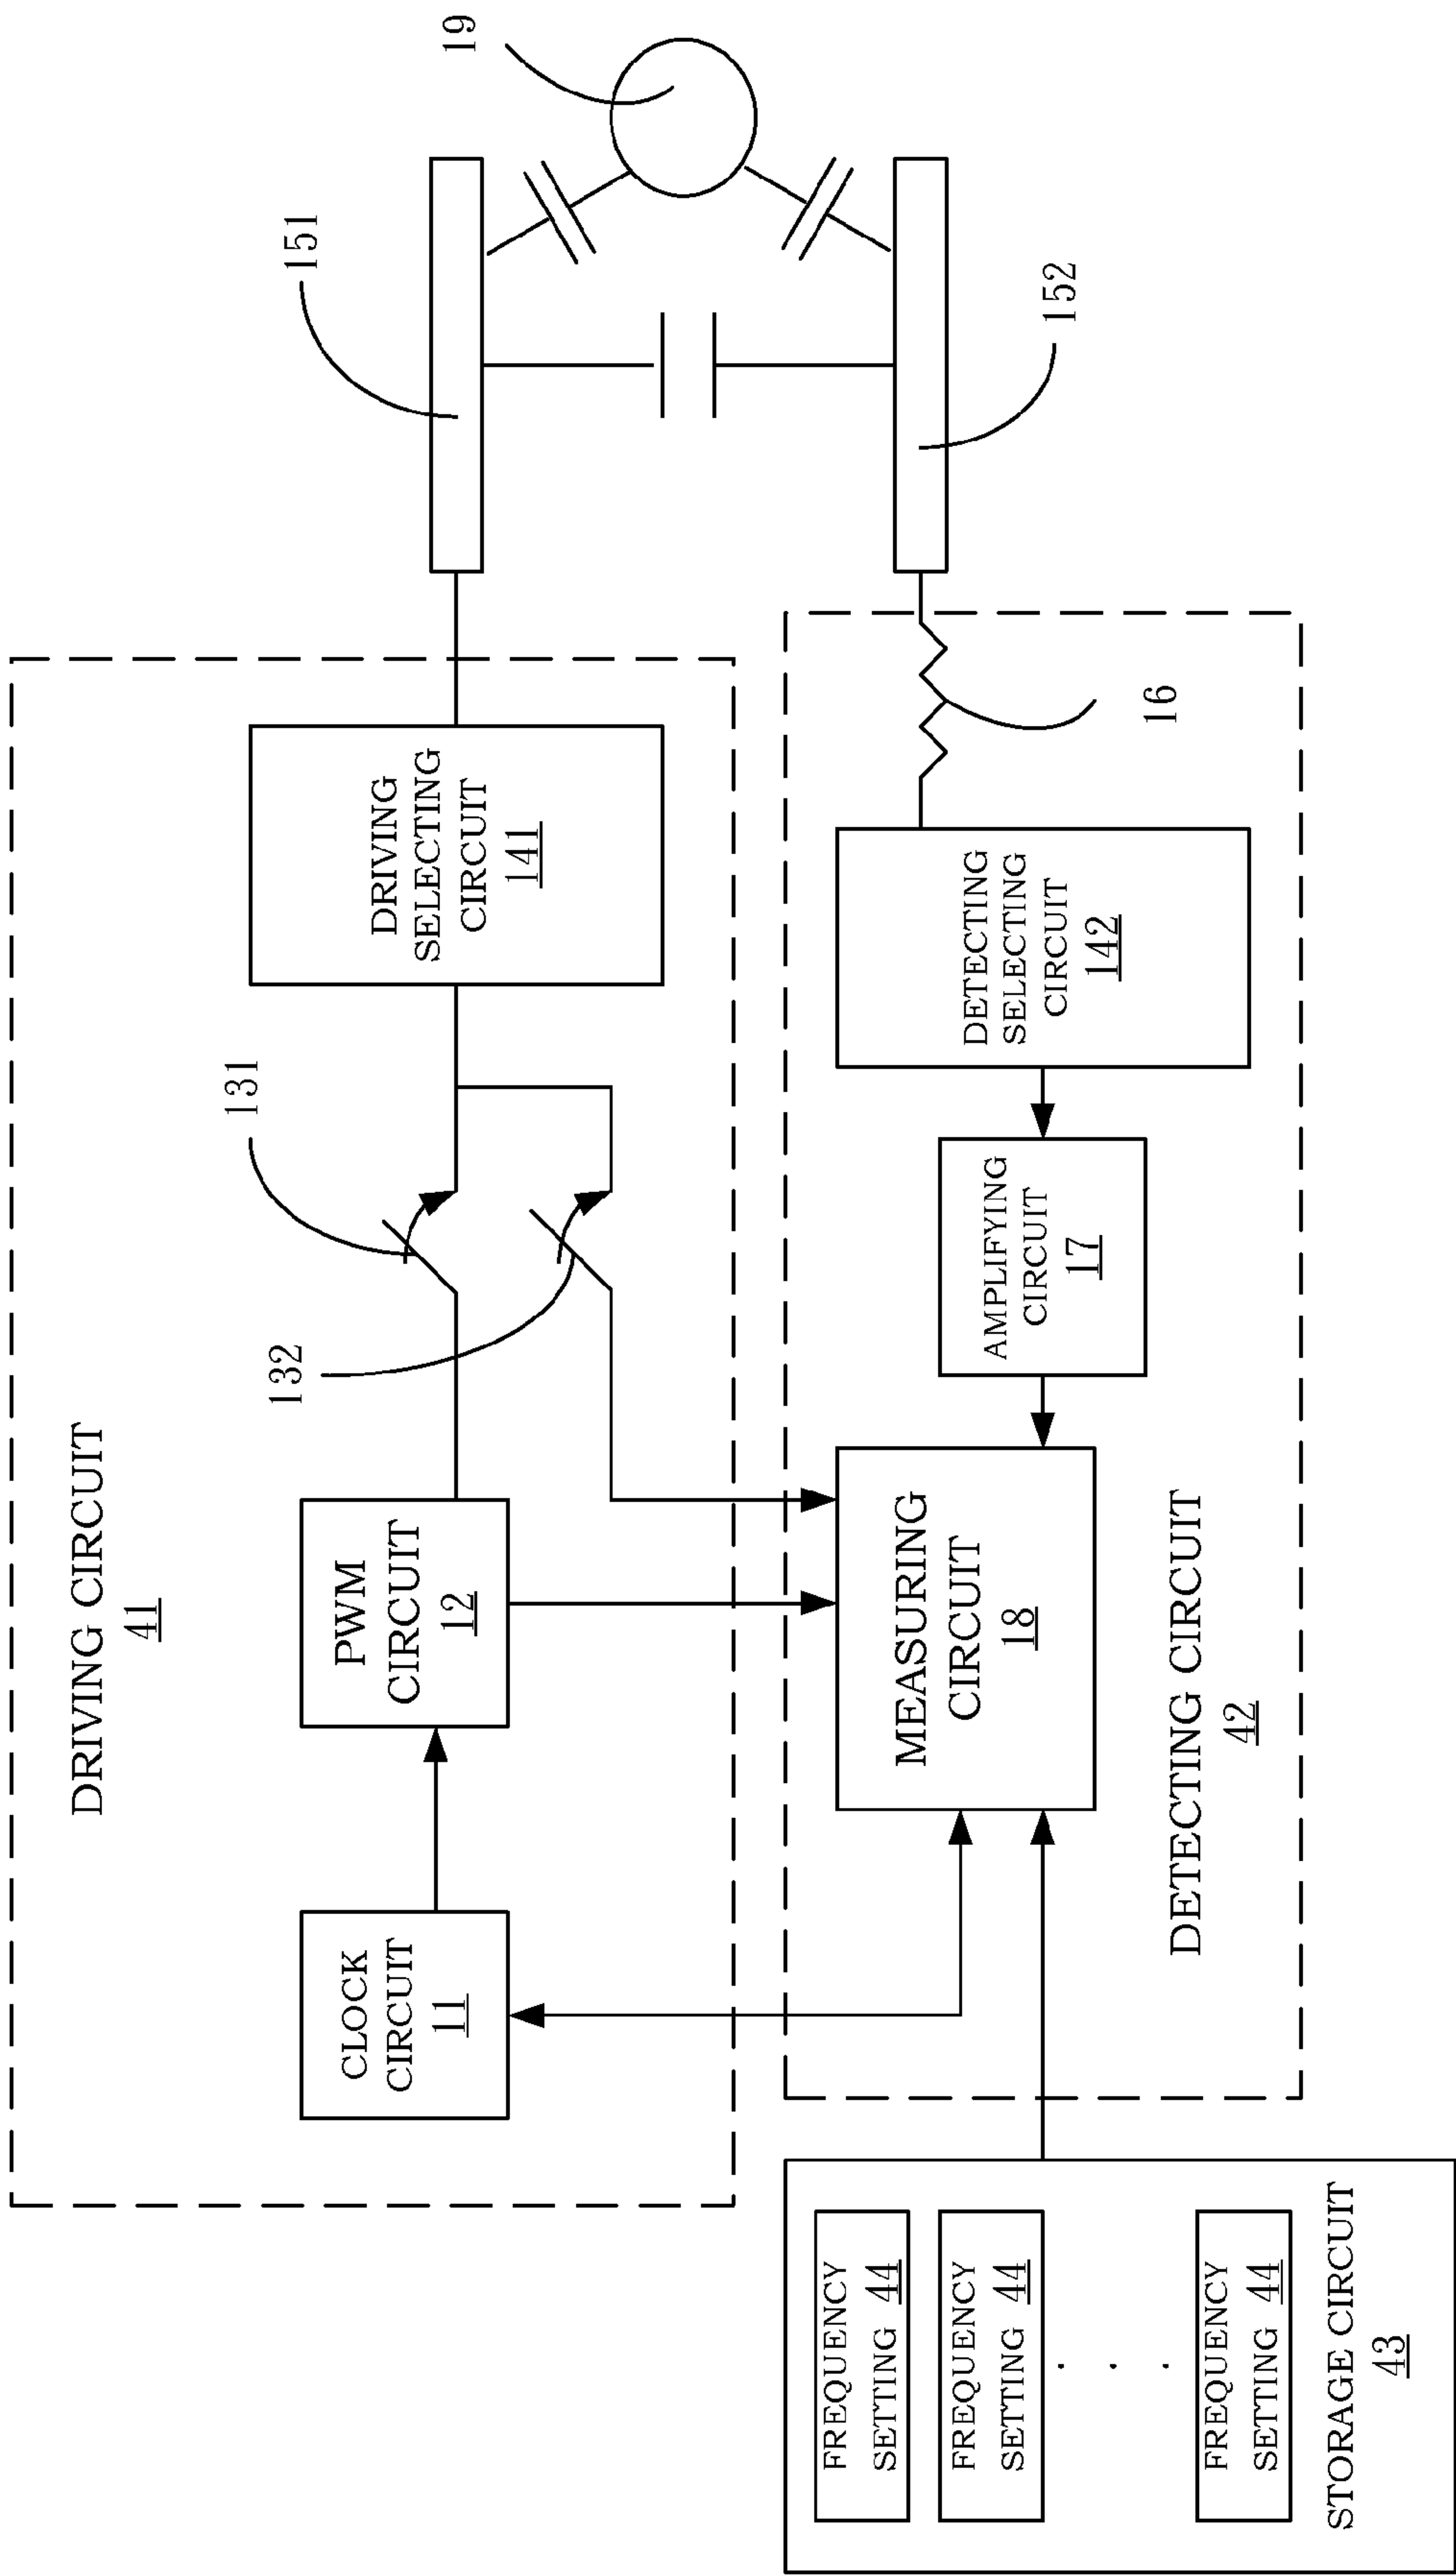 DRIVING CIRCUIT
41
CLOCK
CIRCUIT
11
PWM
CIRCUIT
12
131
132
DRIVING
SELECTING
CIRCUIT
141
151
19
152
16
DETECTING
SELECTING
CIRCUIT
142
AMPLIFYING
CIRCUIT
17
MEASURING
CIRCUIT
18
DETECTING CIRCUIT
42
FREQUENCY
SETTING 44
FREQUENCY
SETTING 44
. . .
FREQUENCY
SETTING 44
STORAGE CIRCUIT
43